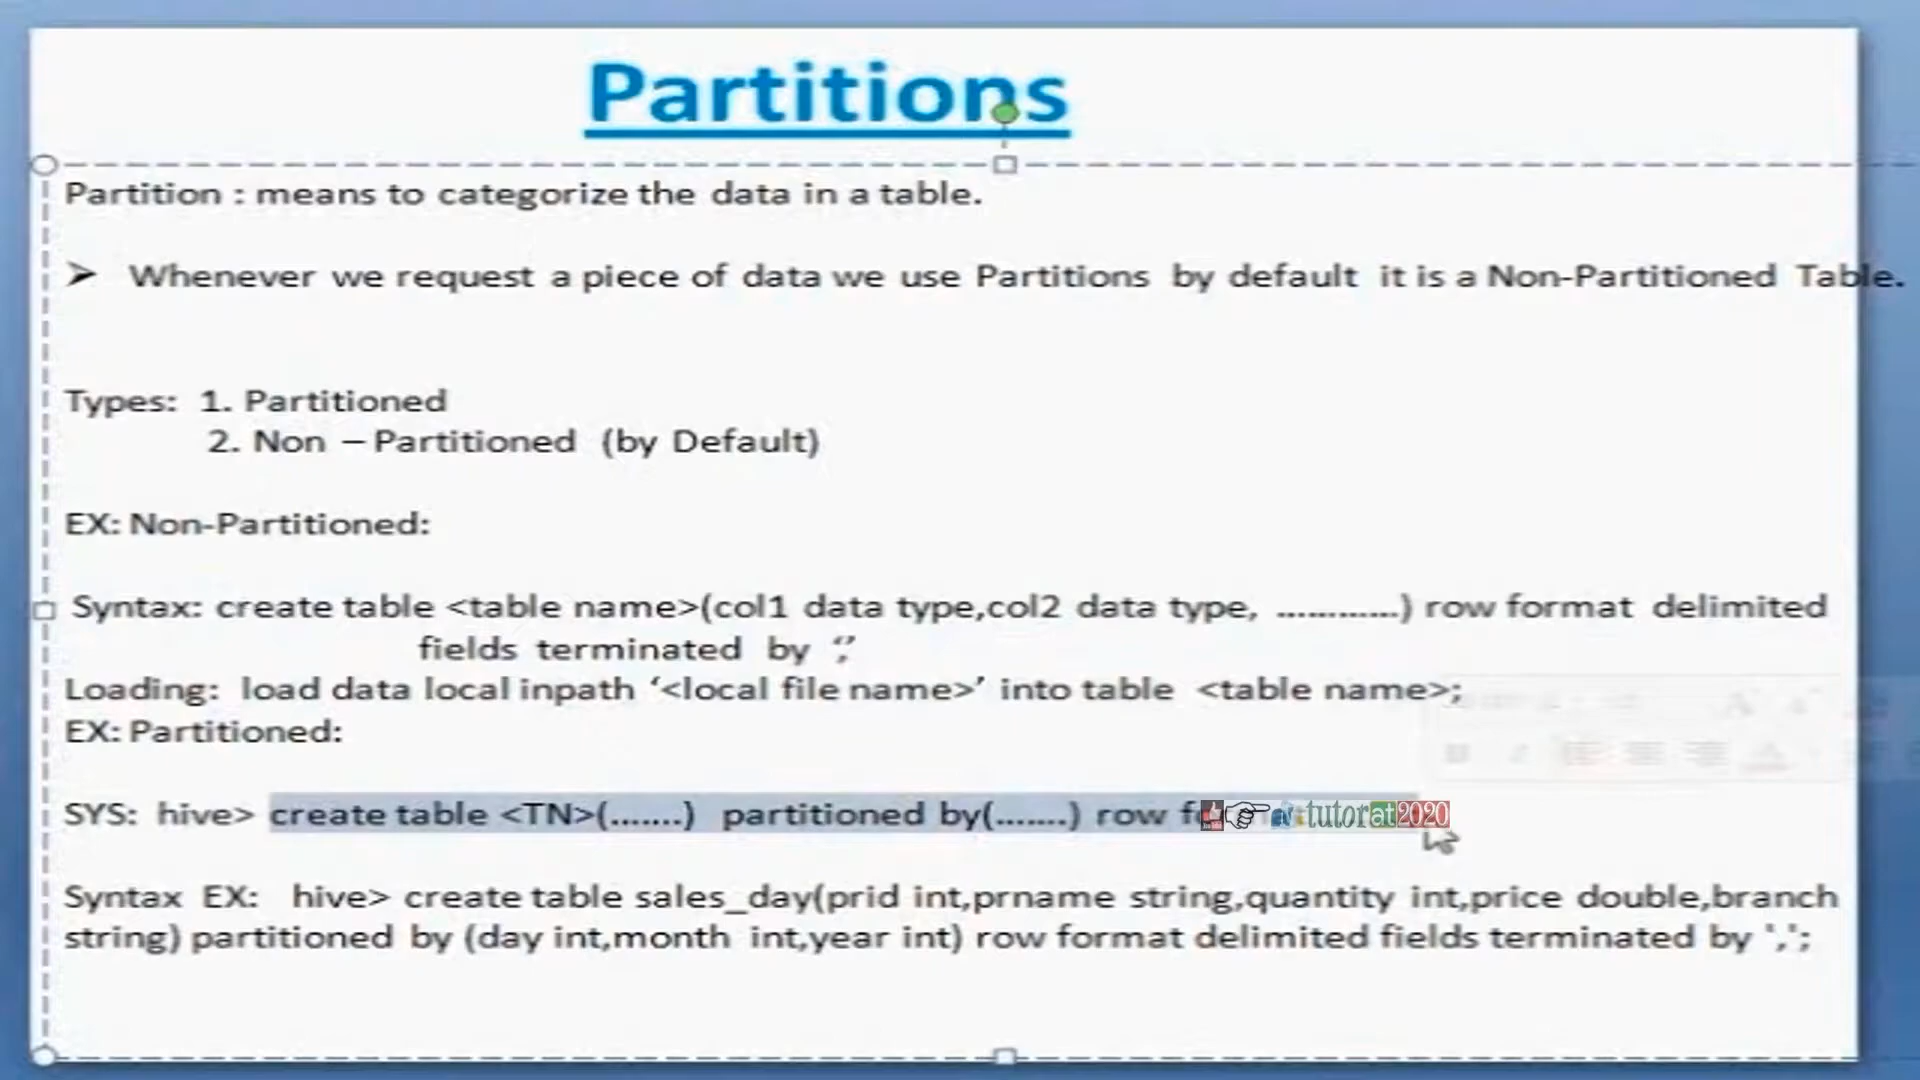 Partitions
Partition : means to categorize the data in a table.
➢ Whenever we request a piece of data we use Partitions by default it is a Non-Partitioned Table.
Types: 1. Partitioned
2. Non – Partitioned (by Default)
EX: Non-Partitioned:
Syntax: create table <table name>(col1 data type,col2 data type, ............) row format delimited
fields terminated by ‘,’
Loading: load data local inpath ‘<local file name>’ into table <table name>;
EX: Partitioned:
SYS: hive> create table <TN>(.......) partitioned by(.......) row
tutorat2020
Syntax EX: hive> create table sales_day(prid int,prname string,quantity int,price double,branch
string) partitioned by (day int,month int,year int) row format delimited fields terminated by ',';